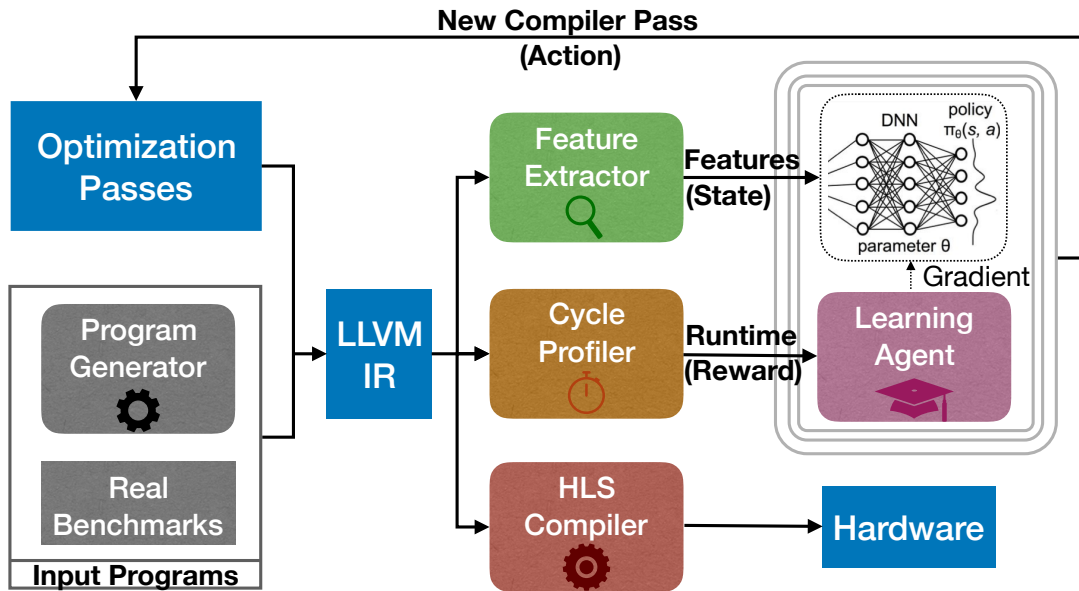 New Compiler Pass
(Action)
Optimization
Passes
Feature
Extractor
Features
(State)
DNN
policy
πθ(s, a)
parameter θ
Gradient
Program
Generator
LLVM
IR
Cycle
Profiler
Runtime
(Reward)
Learning
Agent
Real
Benchmarks
Input Programs
HLS
Compiler
Hardware